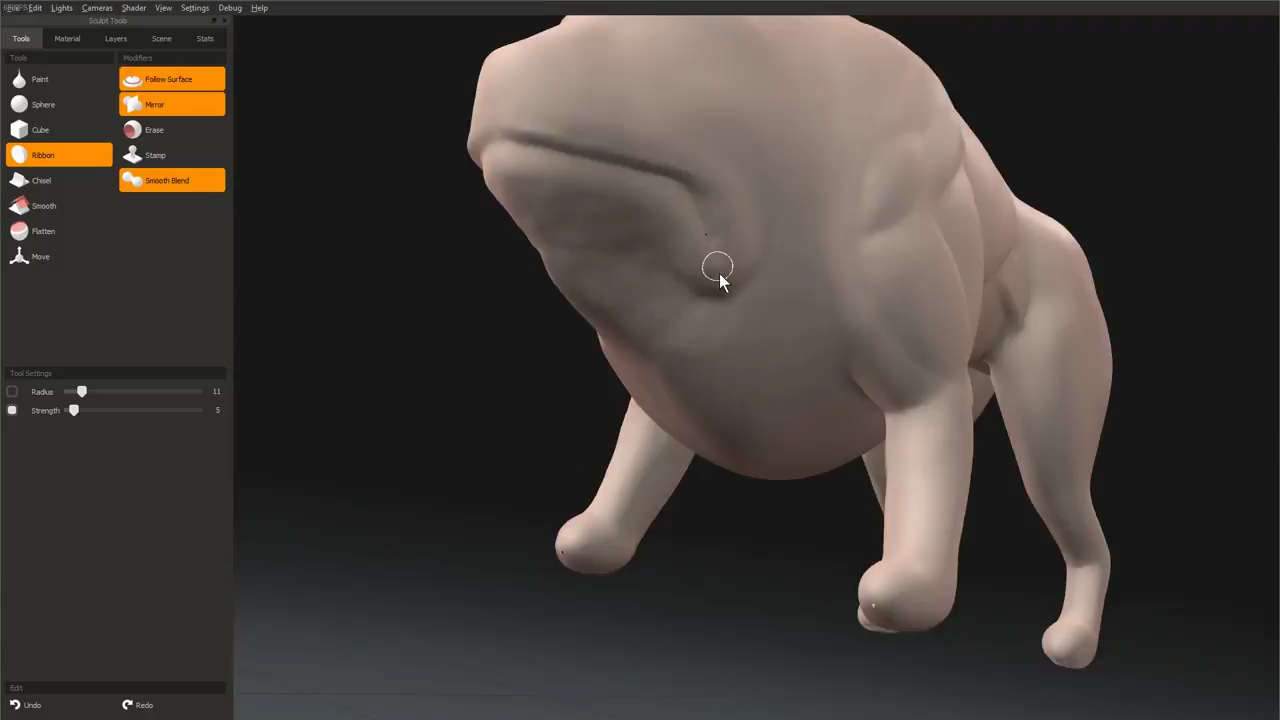 File Edit Lights Cameras Shader View Settings Debug Help
Sculpt Tools
Tools Material Layers Scene Stats
Tools Modifiers
Paint Follow Surface
Sphere Mirror
Cube Erase
Ribbon Stamp
Chisel Smooth Blend
Smooth
Flatten
Move
Tool Settings
Radius 11
Strength 5
Edit
Undo Redo